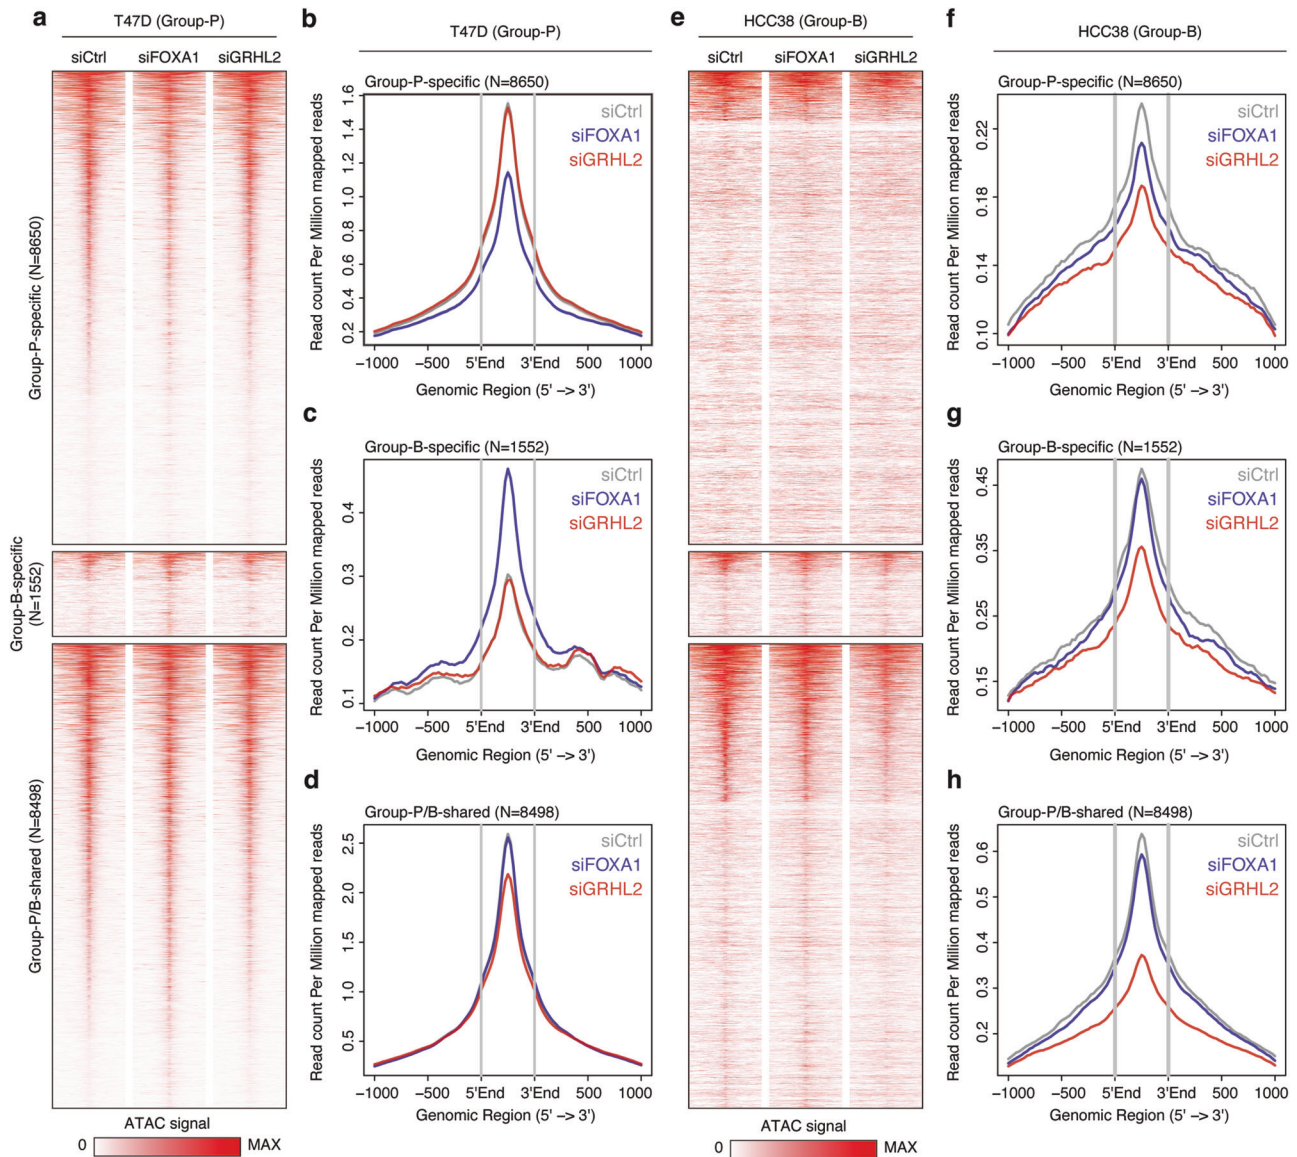 a
T47D (Group-P)
siCtrl siFOXA1 siGRHL2
Group-P-specific (N=8650)
Group-B-specific
(N=1552)
Group-P/B-shared (N=8498)
ATAC signal
0 MAX
b
T47D (Group-P)
Group-P-specific (N=8650)
siCtrl
siFOXA1
siGRHL2
Read count Per Million mapped reads
1.6
1.4
1.2
1.0
0.8
0.6
0.4
0.2
−1000 −500 5'End 3'End 500 1000
Genomic Region (5' −> 3')
c
Group-B-specific (N=1552)
siCtrl
siFOXA1
siGRHL2
Read count Per Million mapped reads
0.4
0.3
0.2
0.1
−1000 −500 5'End 3'End 500 1000
Genomic Region (5' −> 3')
d
Group-P/B-shared (N=8498)
siCtrl
siFOXA1
siGRHL2
Read count Per Million mapped reads
2.5
2.0
1.5
1.0
0.5
−1000 −500 5'End 3'End 500 1000
Genomic Region (5' −> 3')
e
HCC38 (Group-B)
siCtrl siFOXA1 siGRHL2
0 MAX
f
HCC38 (Group-B)
Group-P-specific (N=8650)
siCtrl
siFOXA1
siGRHL2
Read count Per Million mapped reads
0.22
0.18
0.14
0.10
−1000 −500 5'End 3'End 500 1000
Genomic Region (5' −> 3')
g
Group-B-specific (N=1552)
siCtrl
siFOXA1
siGRHL2
Read count Per Million mapped reads
0.45
0.35
0.25
0.15
−1000 −500 5'End 3'End 500 1000
Genomic Region (5' −> 3')
h
Group-P/B-shared (N=8498)
siCtrl
siFOXA1
siGRHL2
Read count Per Million mapped reads
0.6
0.5
0.4
0.3
0.2
−1000 −500 5'End 3'End 500 1000
Genomic Region (5' −> 3')